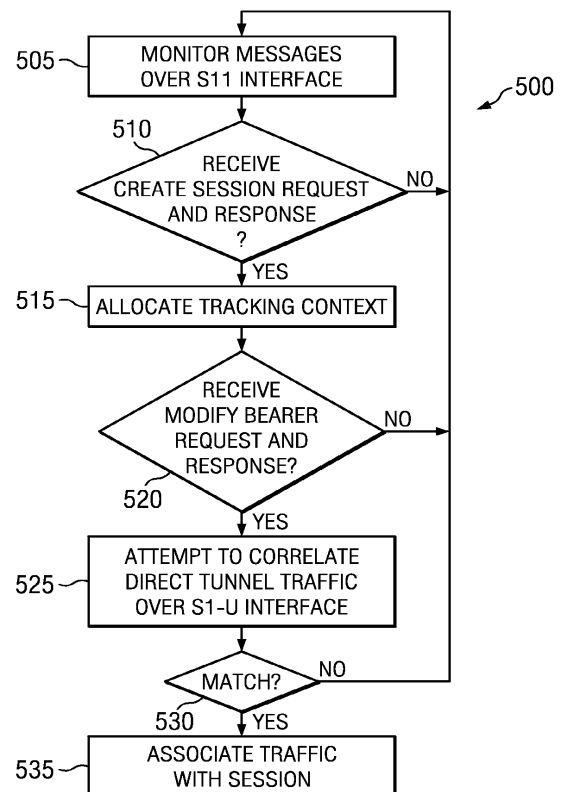 505
MONITOR MESSAGES
OVER S11 INTERFACE
500
510
RECEIVE
CREATE SESSION REQUEST
AND RESPONSE
?
NO
YES
515
ALLOCATE TRACKING CONTEXT
RECEIVE
MODIFY BEARER
REQUEST AND
RESPONSE?
NO
520
YES
525
ATTEMPT TO CORRELATE
DIRECT TUNNEL TRAFFIC
OVER S1-U INTERFACE
MATCH?
NO
530
YES
535
ASSOCIATE TRAFFIC
WITH SESSION